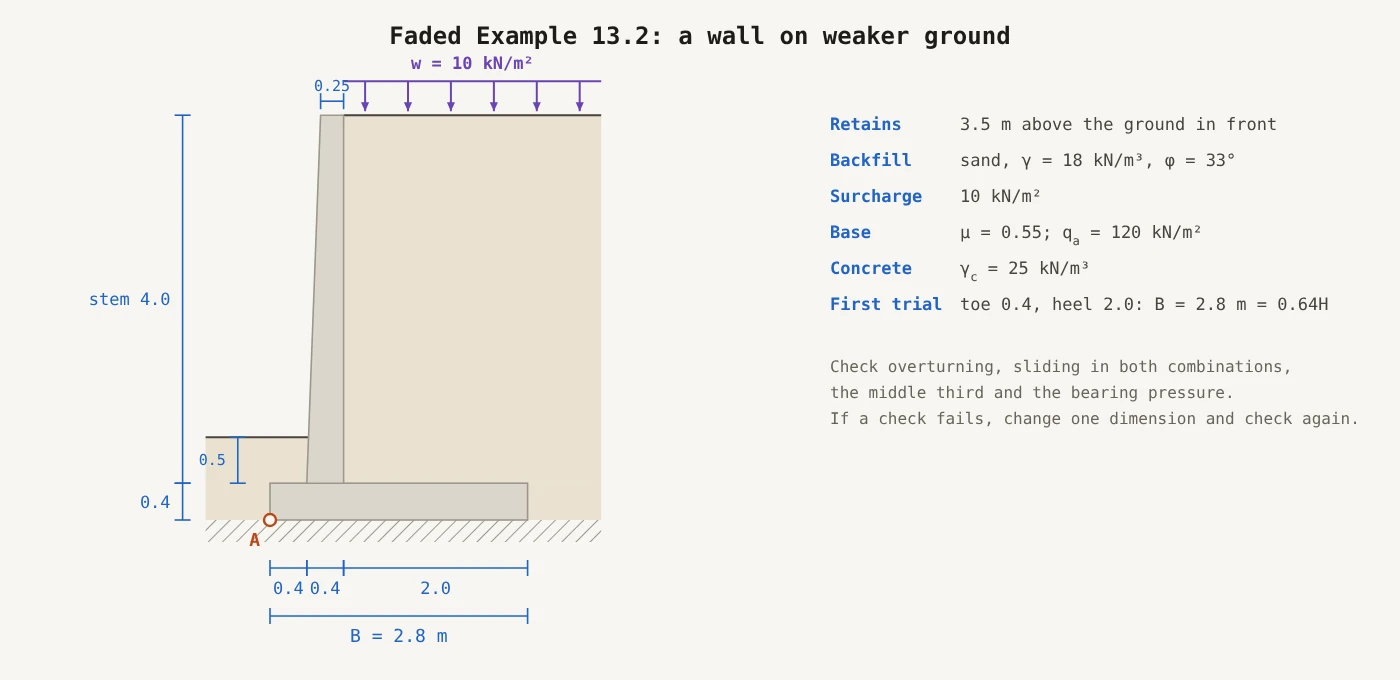 Faded Example 13.2: a wall on weaker ground
w = 10 kN/m²
0.25
stem 4.0
0.5
0.4
A
0.4 0.4 2.0
B = 2.8 m
Retains 3.5 m above the ground in front
Backfill sand, γ = 18 kN/m³, φ = 33°
Surcharge 10 kN/m²
Base μ = 0.55; qa = 120 kN/m²
Concrete γc = 25 kN/m³
First trial toe 0.4, heel 2.0: B = 2.8 m = 0.64H
Check overturning, sliding in both combinations,
the middle third and the bearing pressure.
If a check fails, change one dimension and check again.